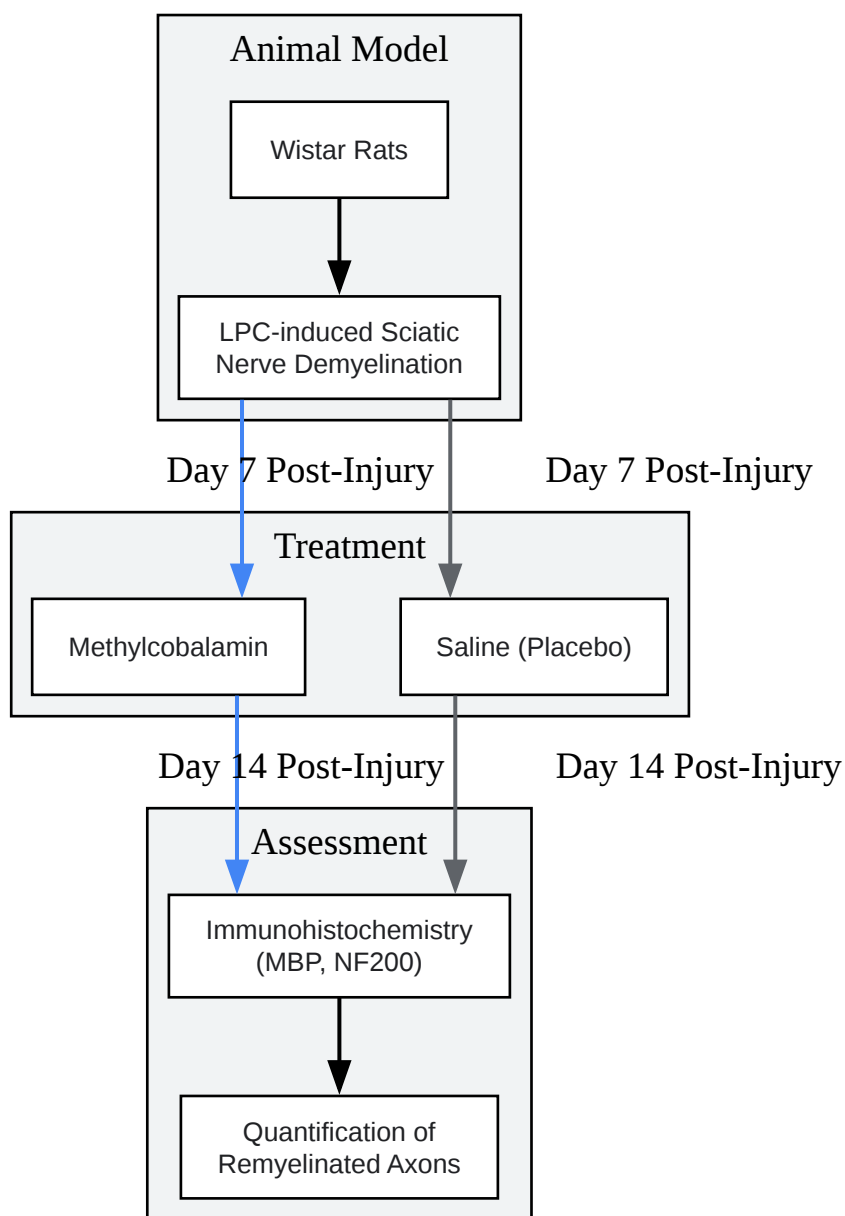 Animal Model
Wistar Rats
LPC-induced Sciatic
Nerve Demyelination
Day 7 Post-Injury
Day 7 Post-Injury
Treatment
Methylcobalamin
Saline (Placebo)
Day 14 Post-Injury
Day 14 Post-Injury
Assessment
Immunohistochemistry
(MBP, NF200)
Quantification of
Remyelinated Axons